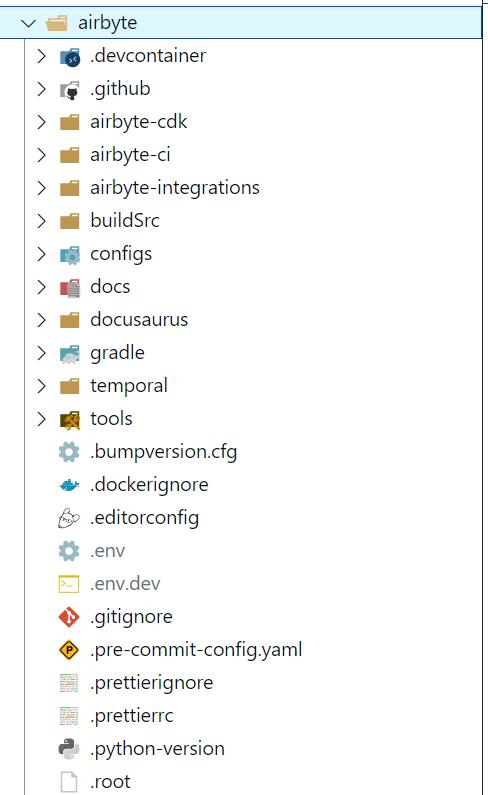 airbyte
.devcontainer
.github
airbyte-cdk
airbyte-ci
airbyte-integrations
buildSrc
configs
docs
docusaurus
gradle
temporal
tools
.bumpversion.cfg
.dockerignore
.editorconfig
.env
.env.dev
.gitignore
.pre-commit-config.yaml
.prettierignore
.prettierrc
.python-version
.root